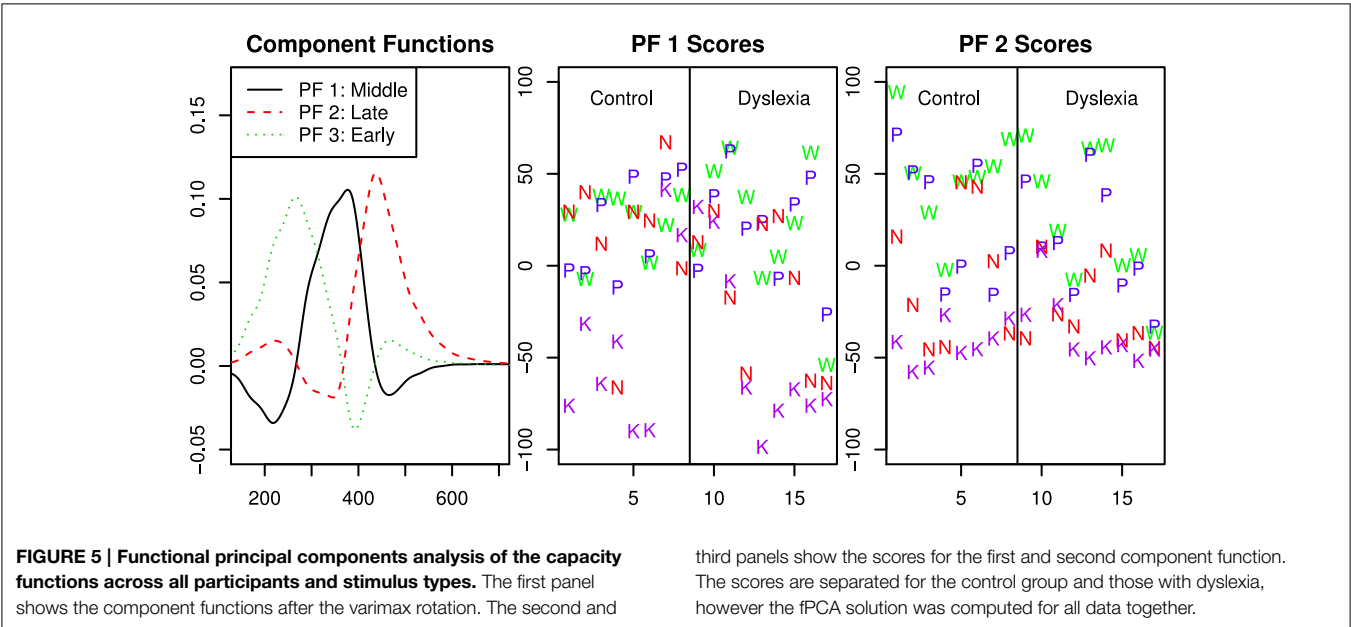 Component Functions
PF 1: Middle
PF 2: Late
PF 3: Early
0.15
0.10
0.05
0.00
−0.05
200 400 600
PF 1 Scores
Control Dyslexia
100
50
0
−50
−100
5 10 15
PF 2 Scores
Control Dyslexia
100
50
0
−50
−100
5 10 15
FIGURE 5 | Functional principal components analysis of the capacity
functions across all participants and stimulus types. The first panel
shows the component functions after the varimax rotation. The second and
third panels show the scores for the first and second component function.
The scores are separated for the control group and those with dyslexia,
however the fPCA solution was computed for all data together.